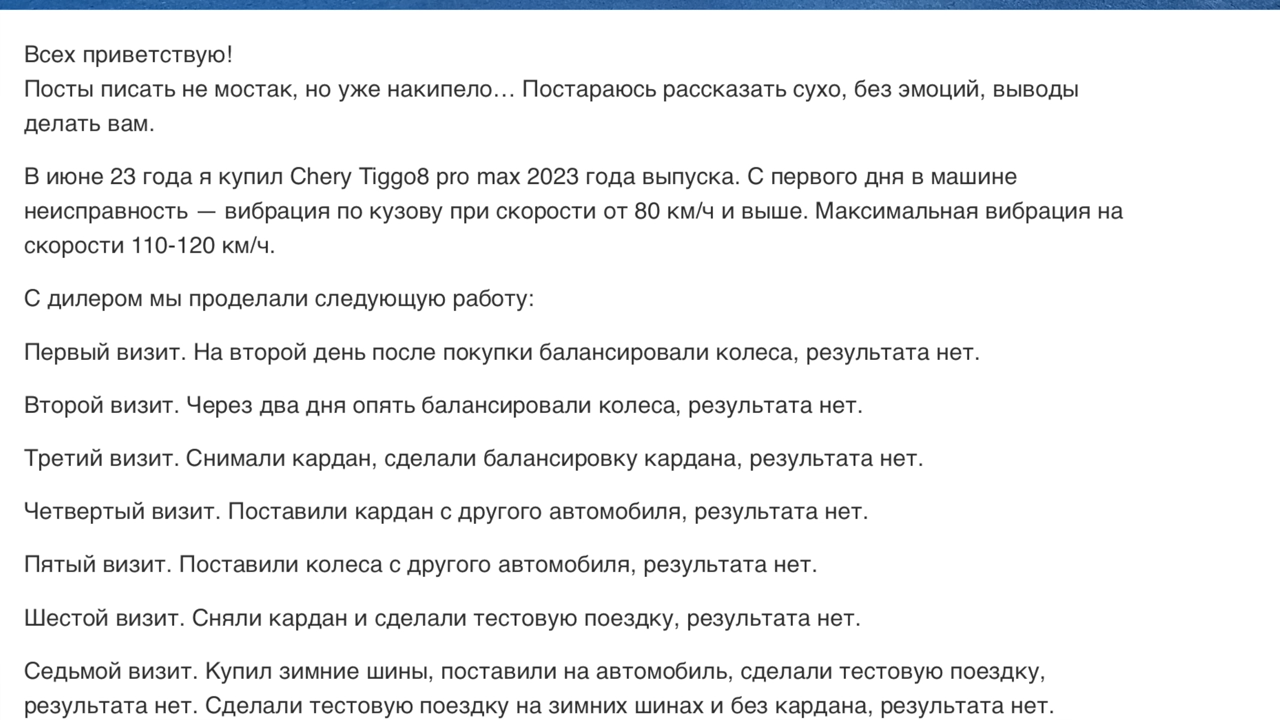 Всех приветствую!
Посты писать не мостак, но уже накипело… Постараюсь рассказать сухо, без эмоций, выводы
делать вам.
В июне 23 года я купил Chery Tiggo8 pro max 2023 года выпуска. С первого дня в машине
неисправность — вибрация по кузову при скорости от 80 км/ч и выше. Максимальная вибрация на
скорости 110-120 км/ч.
С дилером мы проделали следующую работу:
Первый визит. На второй день после покупки балансировали колеса, результата нет.
Второй визит. Через два дня опять балансировали колеса, результата нет.
Третий визит. Снимали кардан, сделали балансировку кардана, результата нет.
Четвертый визит. Поставили кардан с другого автомобиля, результата нет.
Пятый визит. Поставили колеса с другого автомобиля, результата нет.
Шестой визит. Сняли кардан и сделали тестовую поездку, результата нет.
Седьмой визит. Купил зимние шины, поставили на автомобиль, сделали тестовую поездку,
результата нет. Сделали тестовую поездку на зимних шинах и без кардана, результата нет.